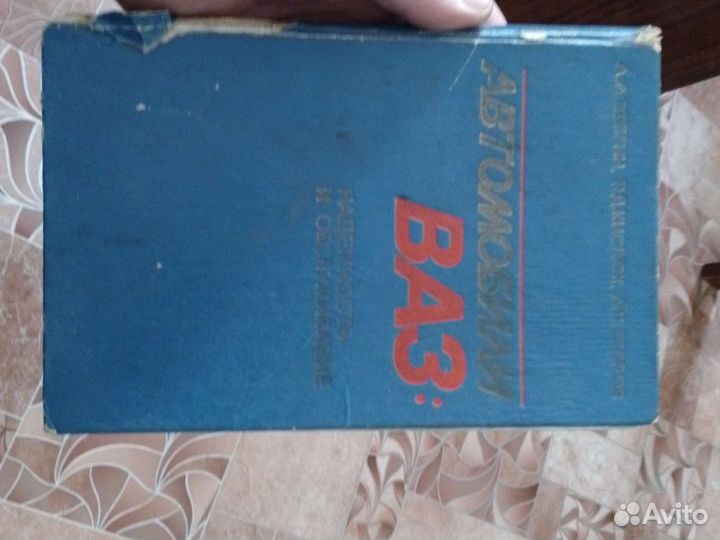 АВТОМОБИЛИ
ВАЗ:
НАДЕЖНОСТЬ
И ОБСЛУЖИВАНИЕ
Avito